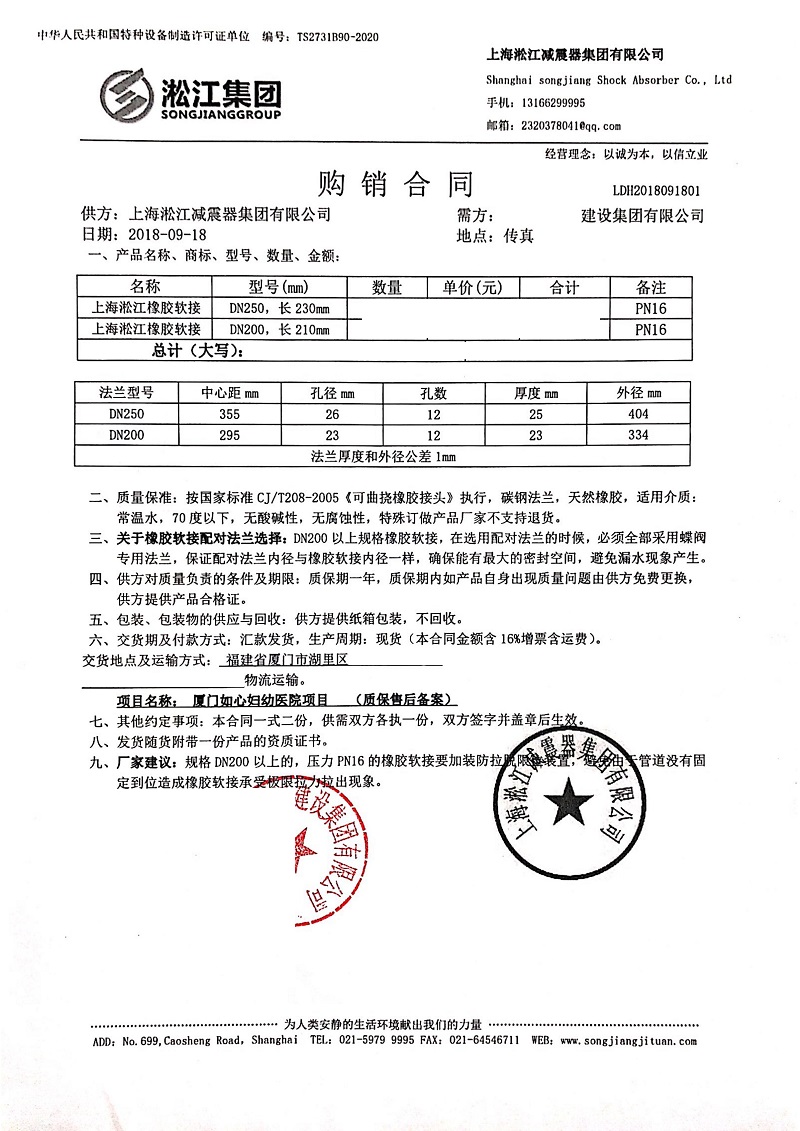 中华人民共和国特种设备制造许可证单位 编号：TS2731B90-2020
上海淞江减震器集团有限公司
Shanghai songjiang Shock Absorber Co., Ltd
手机：13166299995
邮箱：2320378041@qq.com
淞江集团
SONGJIANGGROUP
经营理念：以诚为本，以信立业
购销合同
LDH2018091801
供方：上海淞江减震器集团有限公司 需方： 建设集团有限公司
日期：2018-09-18 地点：传真
一、产品名称、商标、型号、数量、金额：
名称 型号(mm) 数量 单价(元) 合计 备注
上海淞江橡胶软接 DN250，长 230mm PN16
上海淞江橡胶软接 DN200，长 210mm PN16
总计（大写）：
法兰型号 中心距 mm 孔径 mm 孔数 厚度 mm 外径 mm
DN250 355 26 12 25 404
DN200 295 23 12 23 334
法兰厚度和外径公差 1mm
二、质量保准：按国家标准 CJ/T208-2005《可曲挠橡胶接头》执行，碳钢法兰，天然橡胶，适用介质：
常温水，70 度以下，无酸碱性，无腐蚀性，特殊订做产品厂家不支持退货。
三、关于橡胶软接配对法兰选择：DN200 以上规格橡胶软接，在选用配对法兰的时候，必须全部采用蝶阀
专用法兰，保证配对法兰内径与橡胶软接内径一样，确保能有最大的密封空间，避免漏水现象产生。
四、供方对质量负责的条件及期限：质保期一年，质保期内如产品自身出现质量问题由供方免费更换，
供方提供产品合格证。
五、包装、包装物的供应与回收：供方提供纸箱包装，不回收。
六、交货期及付款方式：汇款发货，生产周期：现货（本合同金额含 16%增票含运费）。
交货地点及运输方式： 福建省厦门市湖里区
物流运输。
项目名称： 厦门如心妇幼医院项目 （质保售后备案）
七、其他约定事项：本合同一式二份，供需双方各执一份，双方签字并盖章后生效。
八、发货随货附带一份产品的资质证书。
九、厂家建议：规格 DN200 以上的，压力 PN16 的橡胶软接要加装防拉脱限位装置，避免由于管道没有固
定到位造成橡胶软接承受极限拉力拉出现象。
建设集团有限公司
上海淞江减震器集团有限公司
为人类安静的生活环境献出我们的力量
ADD: No.699,Caosheng Road, Shanghai TEL: 021-5979 9995 FAX: 021-64546711 WEB: www.songjiangjituan.com